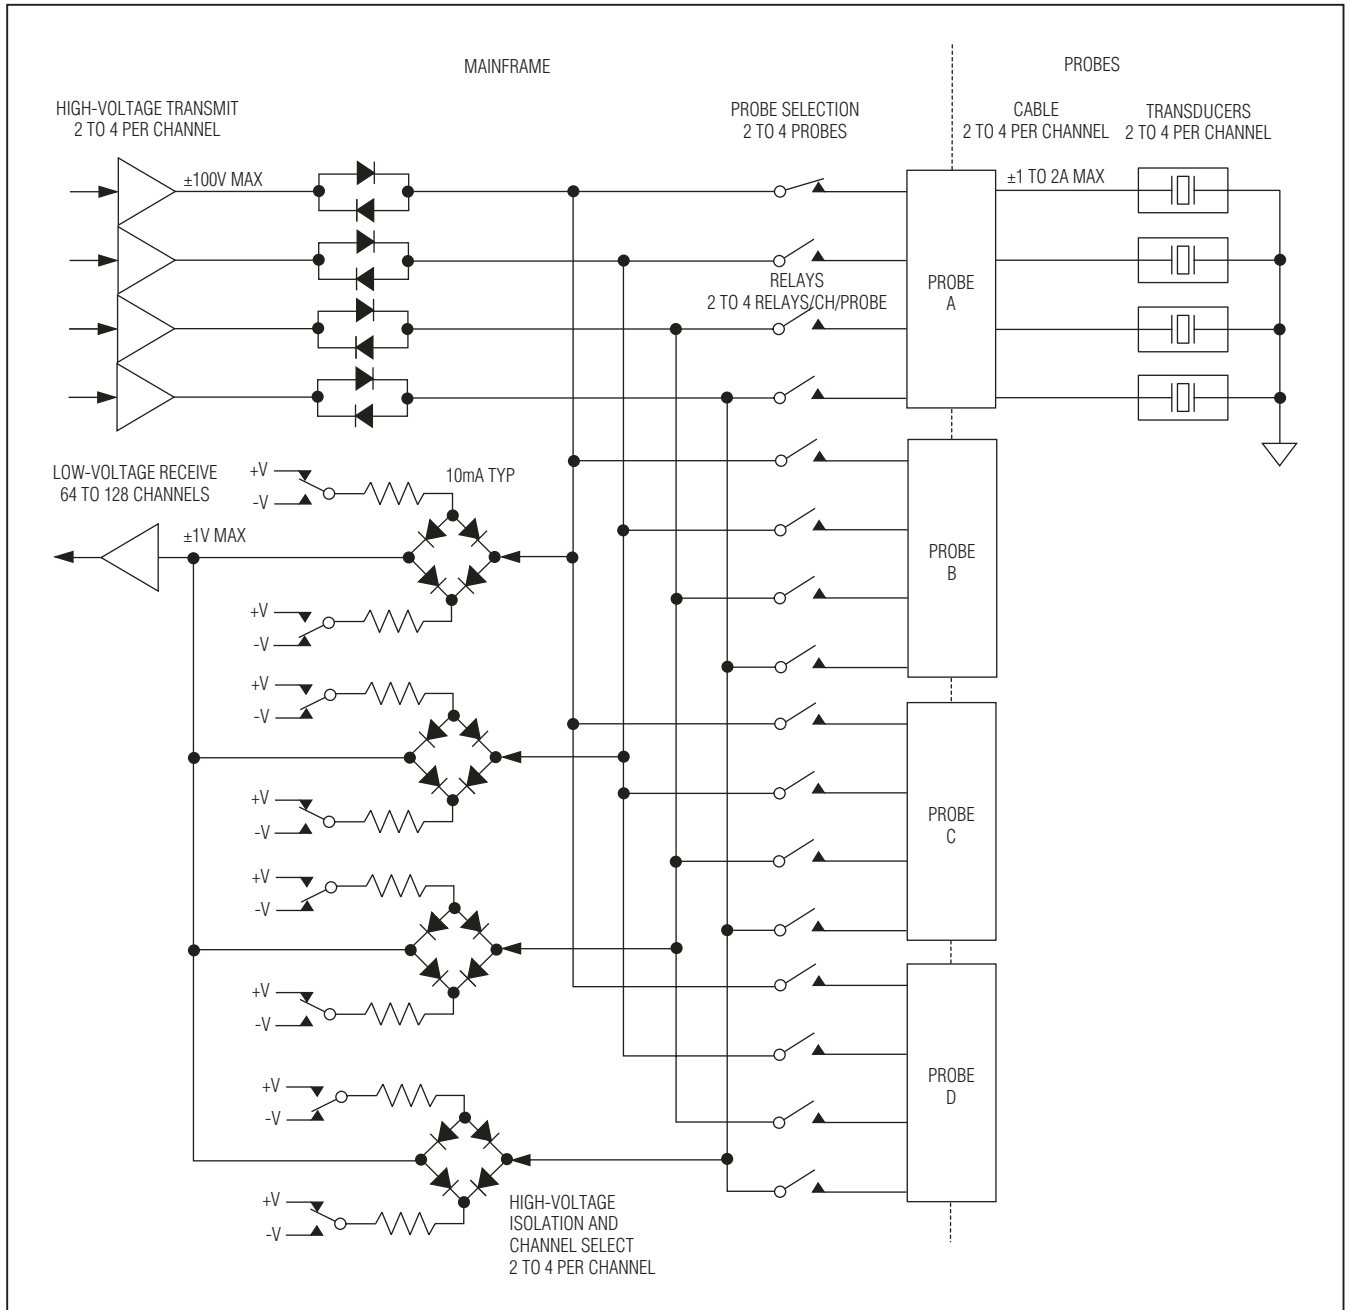 MAINFRAME
PROBES
HIGH-VOLTAGE TRANSMIT
2 TO 4 PER CHANNEL
PROBE SELECTION
2 TO 4 PROBES
CABLE
2 TO 4 PER CHANNEL
TRANSDUCERS
2 TO 4 PER CHANNEL
±100V MAX
±1 TO 2A MAX
RELAYS
2 TO 4 RELAYS/CH/PROBE
PROBE
A
LOW-VOLTAGE RECEIVE
64 TO 128 CHANNELS
+V
-V
10mA TYP
±1V MAX
PROBE
B
+V
-V
+V
-V
+V
-V
PROBE
C
+V
-V
+V
-V
PROBE
D
+V
-V
+V
-V
HIGH-VOLTAGE
ISOLATION AND
CHANNEL SELECT
2 TO 4 PER CHANNEL